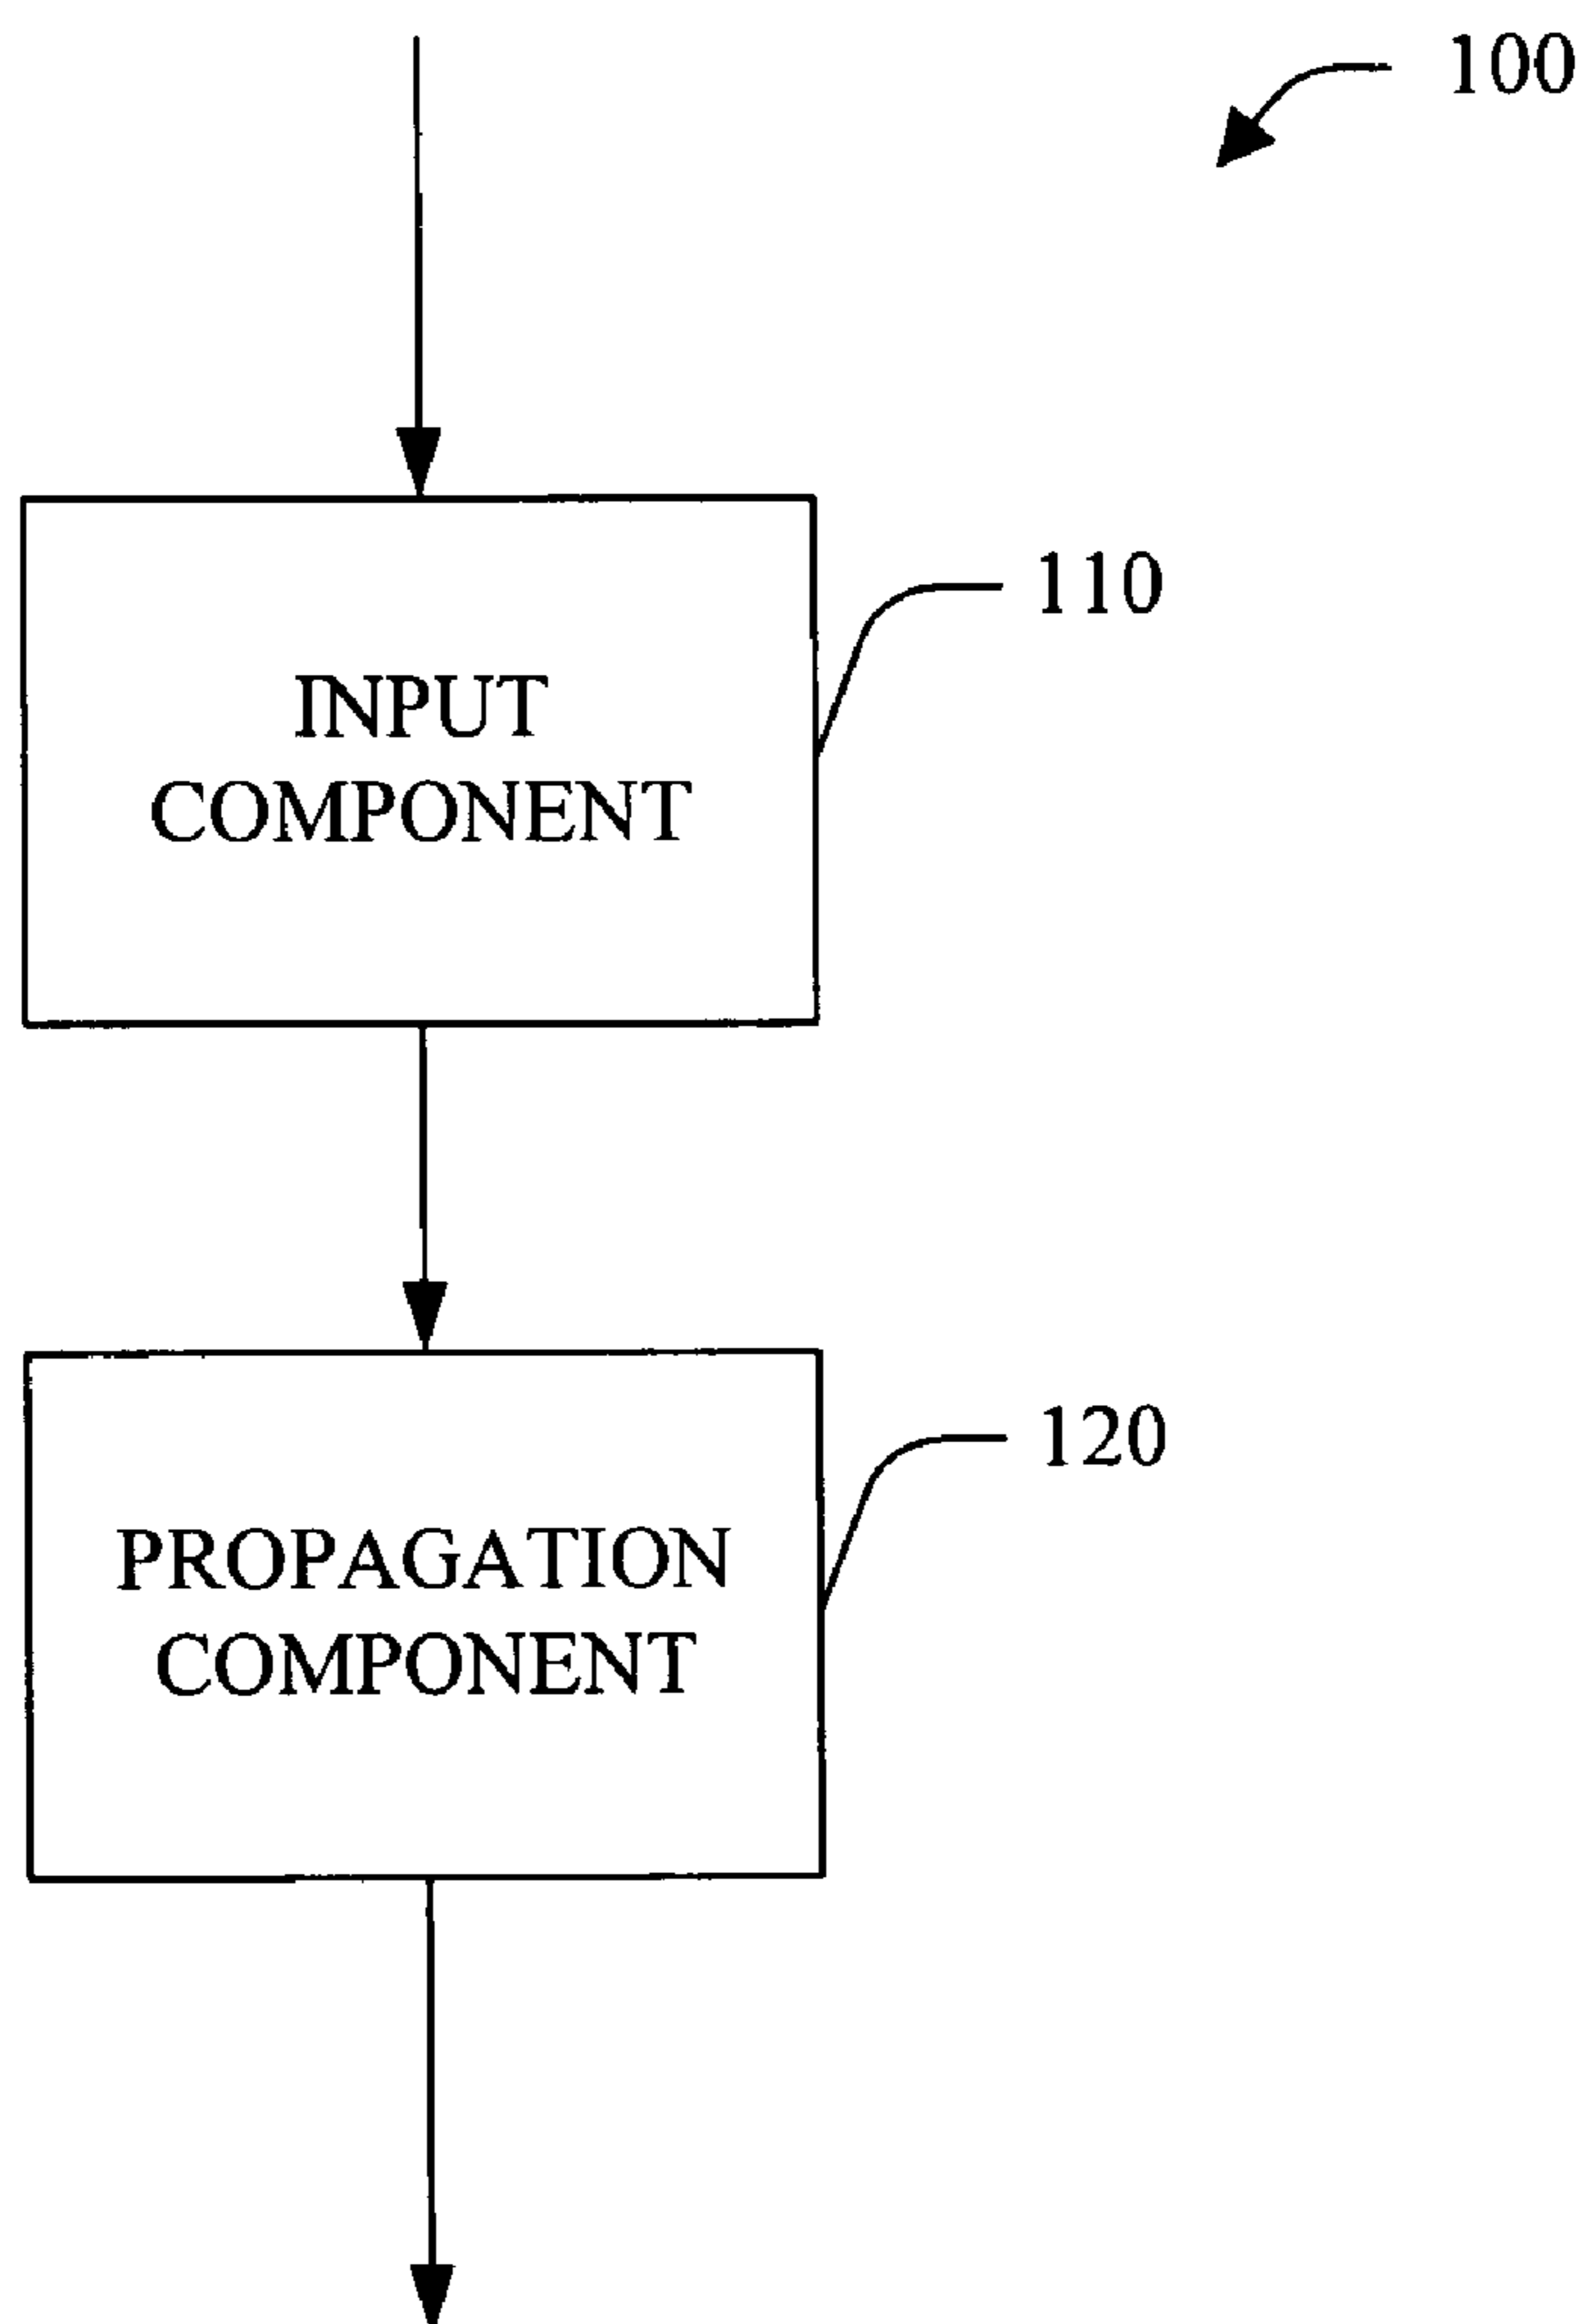 100
110
INPUT
COMPONENT
120
PROPAGATION
COMPONENT